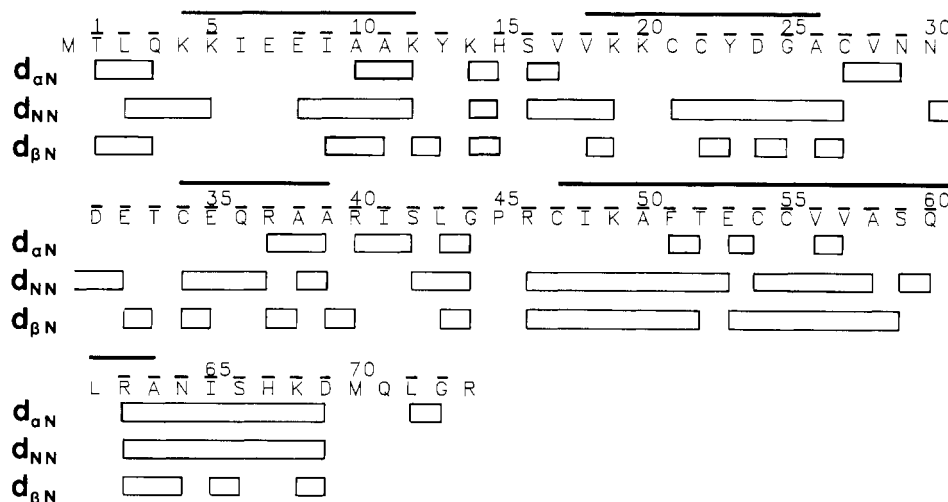 1 5 10 15 20 25 30
M T L Q K K I E E I A A K Y K H S V V K K C C Y D G A C V N N
dαN
dNN
dβN
35 40 45 50 55 60
D E T C E Q R A A R I S L G P R C I K A F T E C C V V A S Q
dαN
dNN
dβN
65 70
L R A N I S H K D M Q L G R
dαN
dNN
dβN